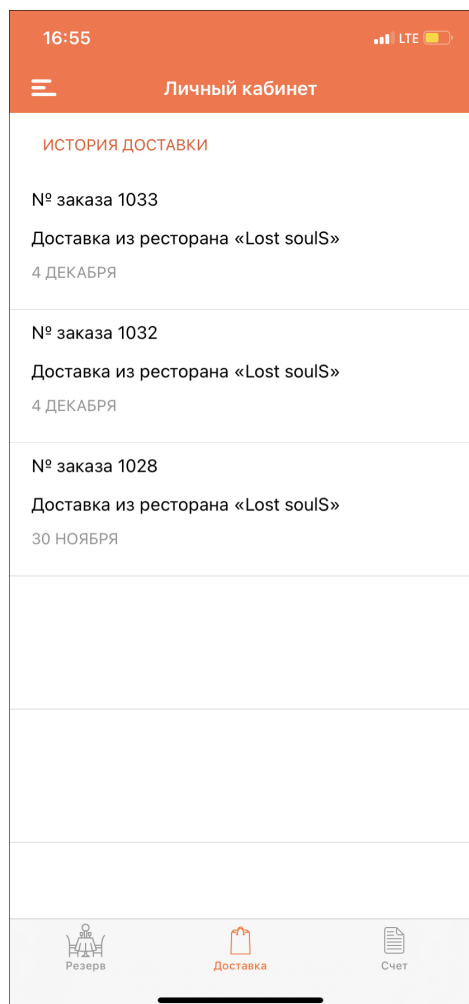 16:55
LTE
Личный кабинет
ИСТОРИЯ ДОСТАВКИ
№ заказа 1033
Доставка из ресторана «Lost soulS»
4 ДЕКАБРЯ
№ заказа 1032
Доставка из ресторана «Lost soulS»
4 ДЕКАБРЯ
№ заказа 1028
Доставка из ресторана «Lost soulS»
30 НОЯБРЯ
Резерв
Доставка
Счет